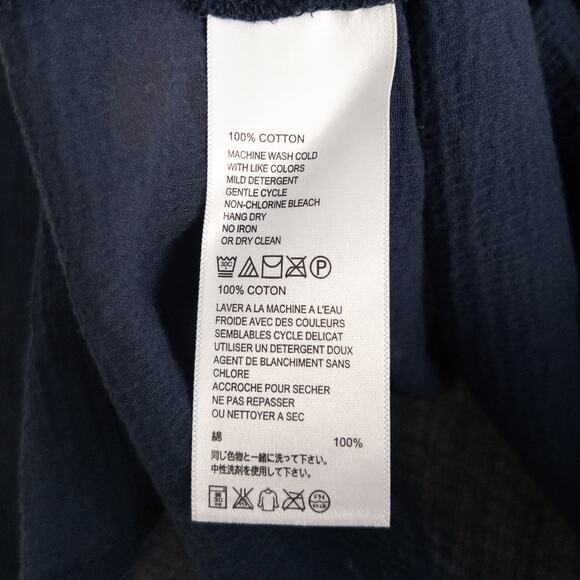 100% COTTON
MACHINE WASH COLD
WITH LIKE COLORS
MILD DETERGENT
GENTLE CYCLE
NON-CHLORINE BLEACH
HANG DRY
NO IRON
OR DRY CLEAN
30C P
100% COTTON
LAVER A LA MACHINE A L'EAU
FROIDE AVEC DES COULEURS
SEMBLABLES CYCLE DELICAT
UTILISER UN DETERGENT DOUX
AGENT DE BLANCHIMENT SANS
CHLORE
ACCROCHE POUR SECHER
NE PAS REPASSER
OU NETTOYER A SEC
綿 100%
同じ色物と一緒に洗って下さい。
中性洗剤を使用して下さい。